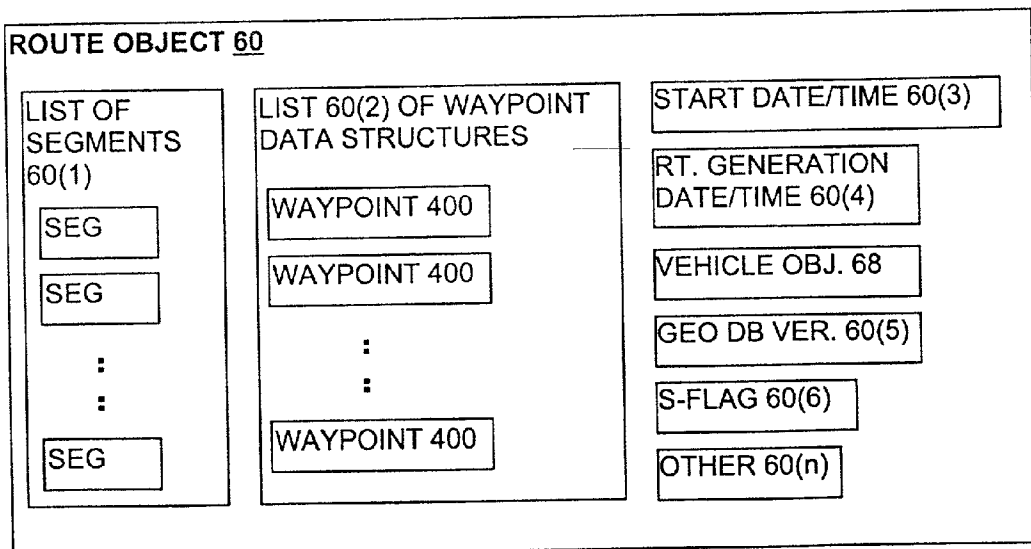 ROUTE OBJECT 60
LIST OF
SEGMENTS
60(1)
SEG
SEG
:
:
SEG
LIST 60(2) OF WAYPOINT
DATA STRUCTURES
WAYPOINT 400
WAYPOINT 400
:
:
WAYPOINT 400
START DATE/TIME 60(3)
RT. GENERATION
DATE/TIME 60(4)
VEHICLE OBJ. 68
GEO DB VER. 60(5)
S-FLAG 60(6)
OTHER 60(n)